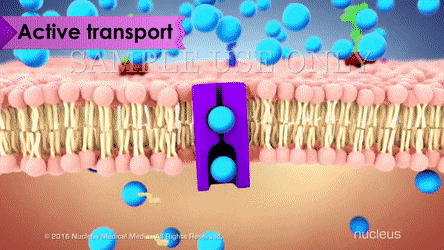 Active transport
SAMPLE USE ONLY
© 2016 Nucleus Medical Media, All Rights Reserved.
nucleus